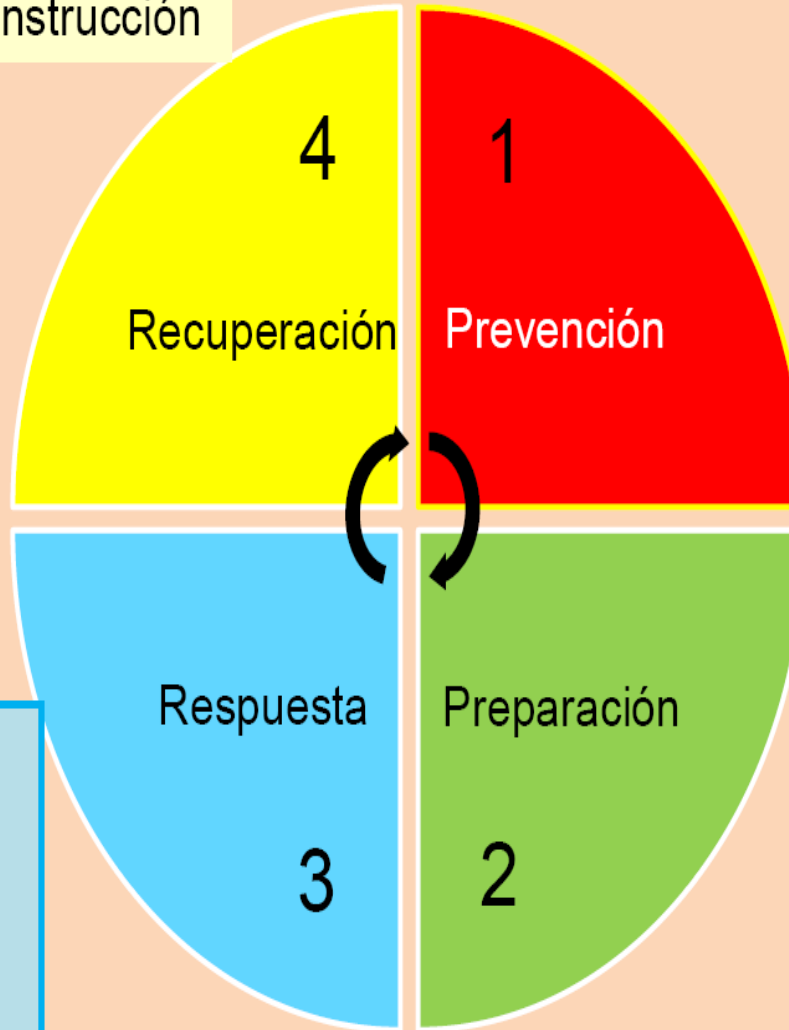 nstrucción
4
1
Recuperación
Prevención
Respuesta
Preparación
3
2